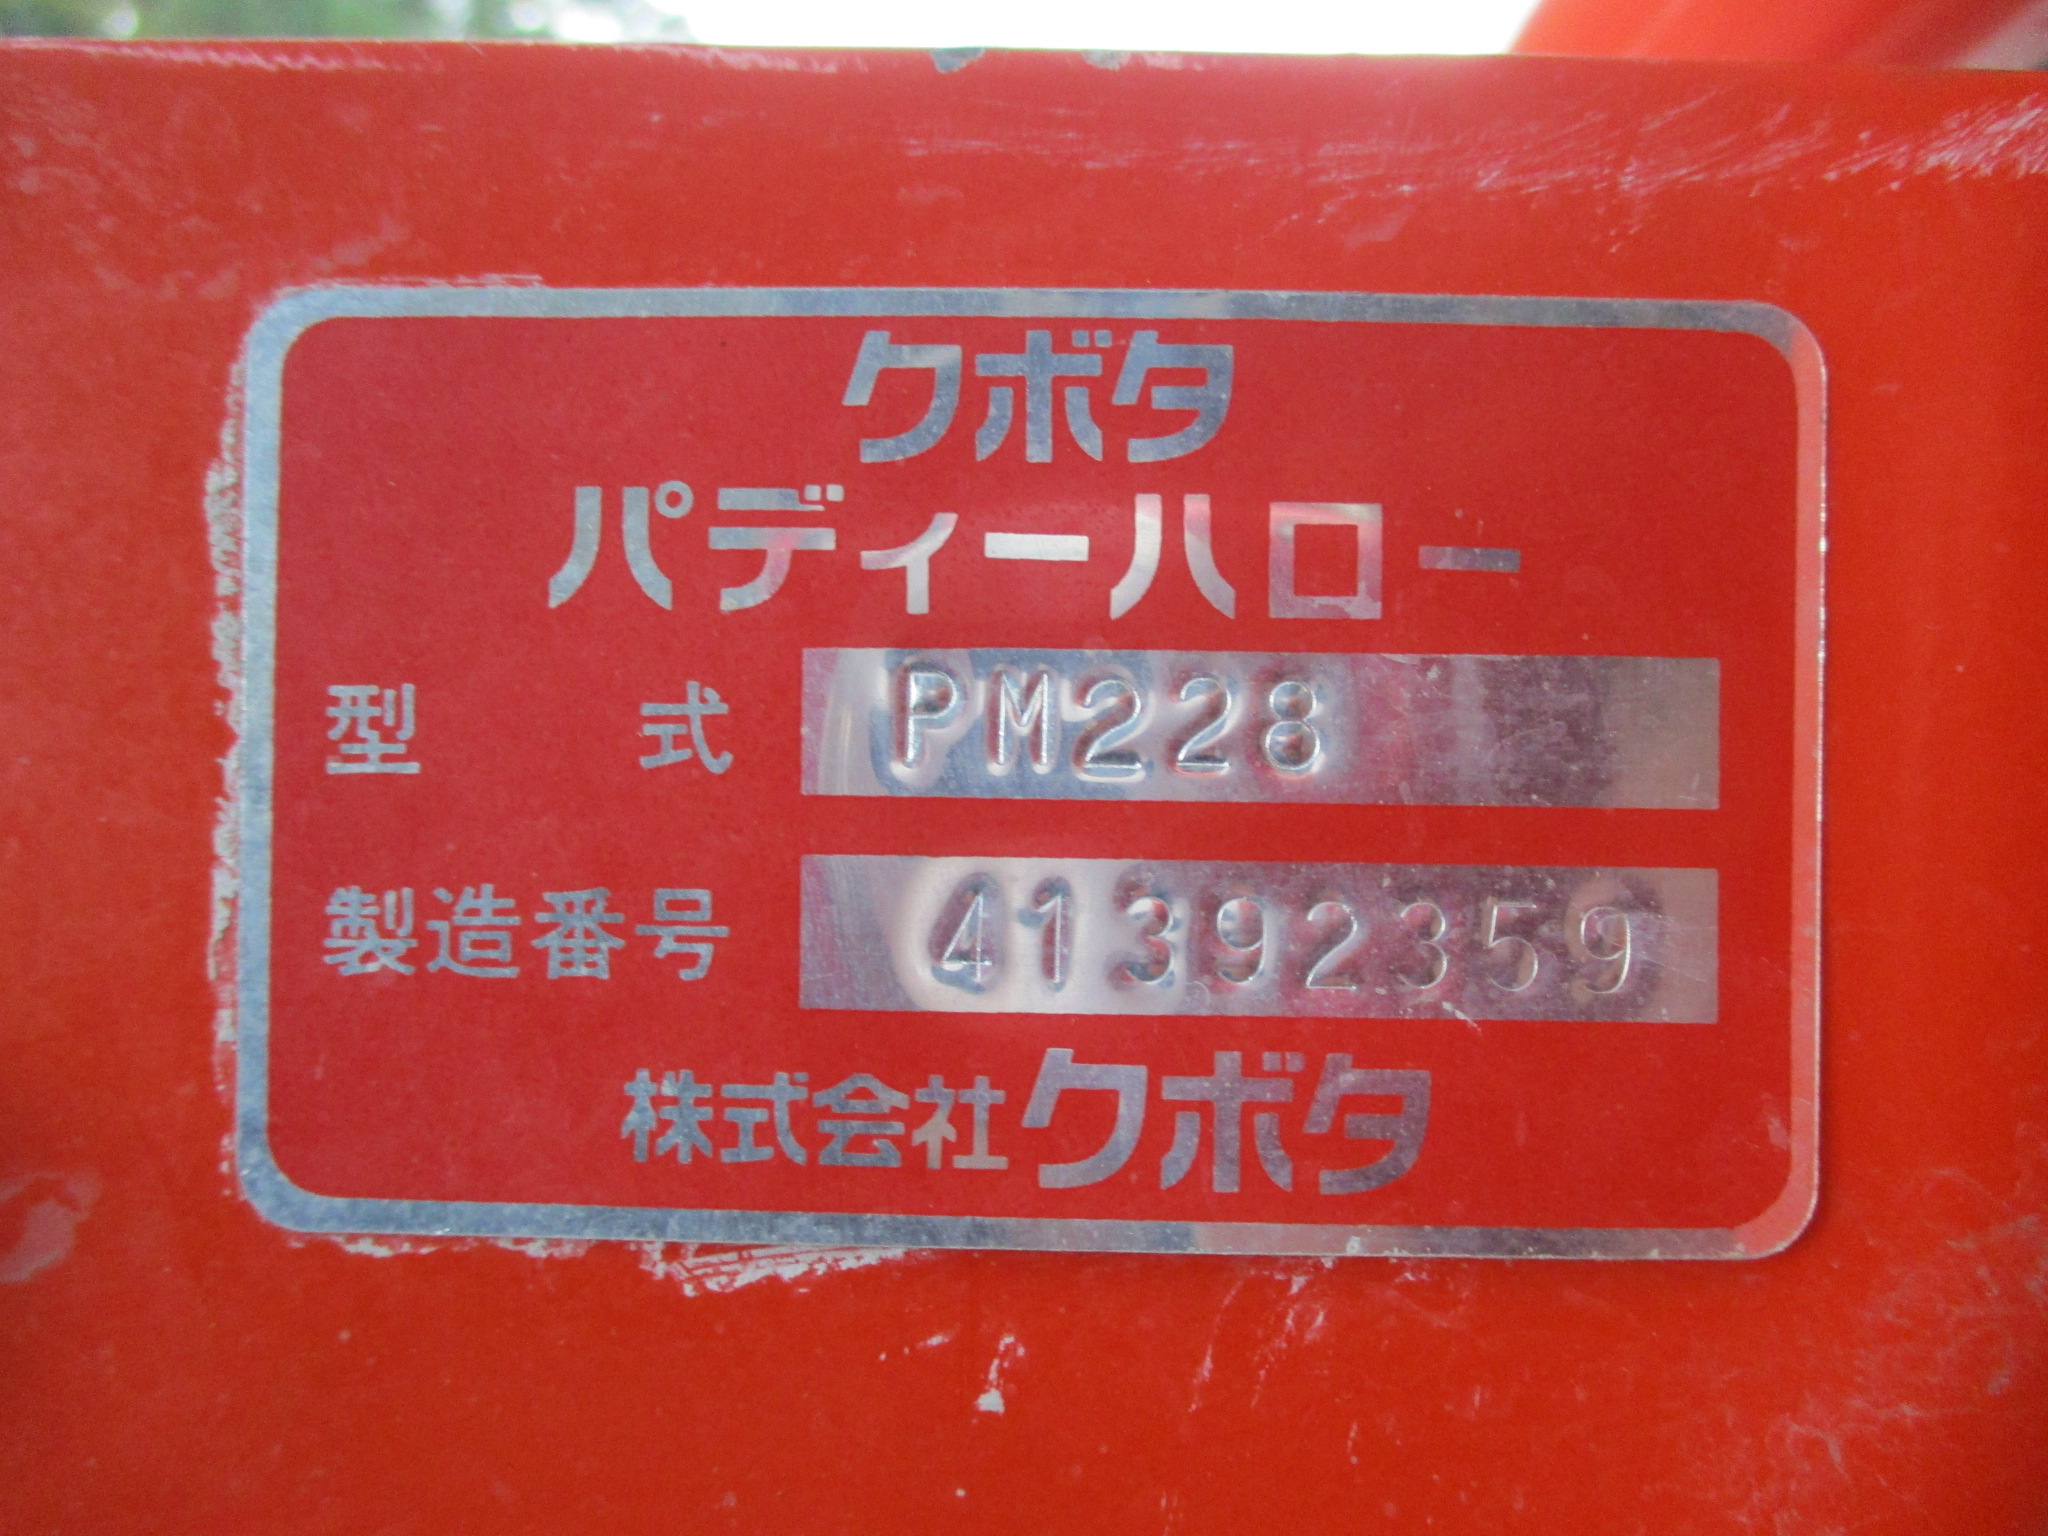 クボタ
パディーハロー
型式 PM228
製造番号 41392359
株式会社クボタ